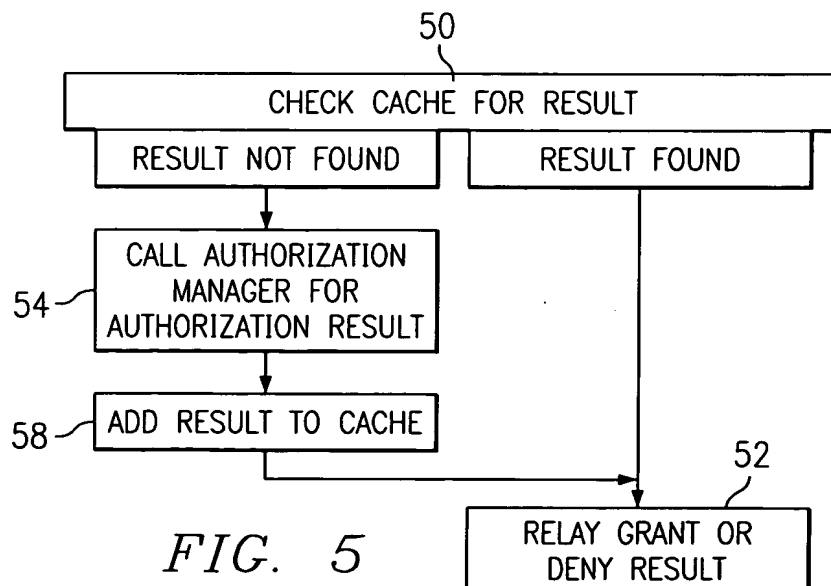 50
CHECK CACHE FOR RESULT
RESULT NOT FOUND
RESULT FOUND
CALL AUTHORIZATION
MANAGER FOR
AUTHORIZATION RESULT
54
ADD RESULT TO CACHE
58
52
RELAY GRANT OR
DENY RESULT
FIG. 5